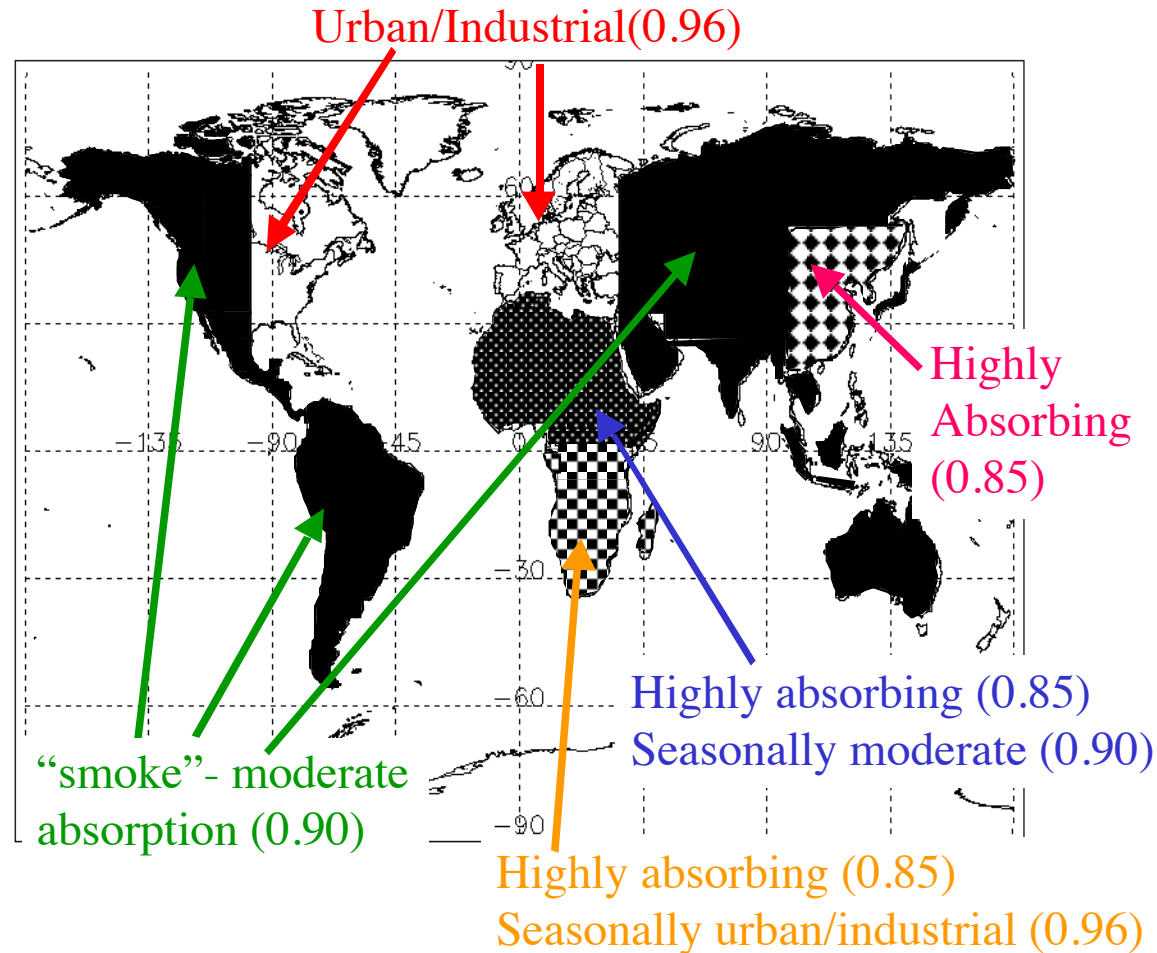 Urban/Industrial(0.96)
90
60
−135
−90
−45
0
90
135
−30
−60
−90
Highly
Absorbing
(0.85)
Highly absorbing (0.85)
Seasonally moderate (0.90)
“smoke”- moderate
absorption (0.90)
Highly absorbing (0.85)
Seasonally urban/industrial (0.96)